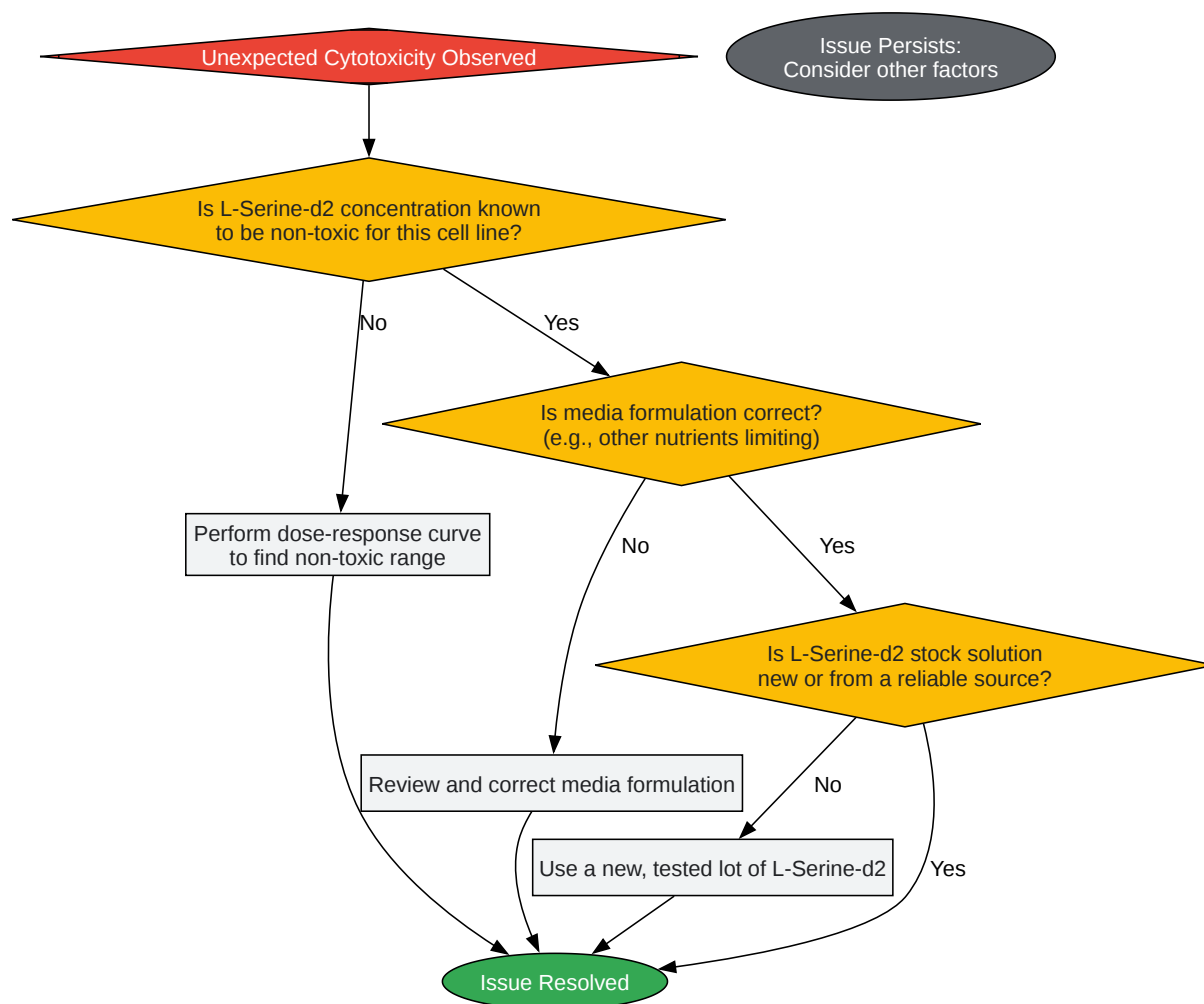 Unexpected Cytotoxicity Observed
Issue Persists:
Consider other factors
Is L-Serine-d2 concentration known
to be non-toxic for this cell line?
No
Yes
Is media formulation correct?
(e.g., other nutrients limiting)
Perform dose-response curve
to find non-toxic range
No
Yes
Is L-Serine-d2 stock solution
new or from a reliable source?
Review and correct media formulation
No
Use a new, tested lot of L-Serine-d2
Yes
Issue Resolved